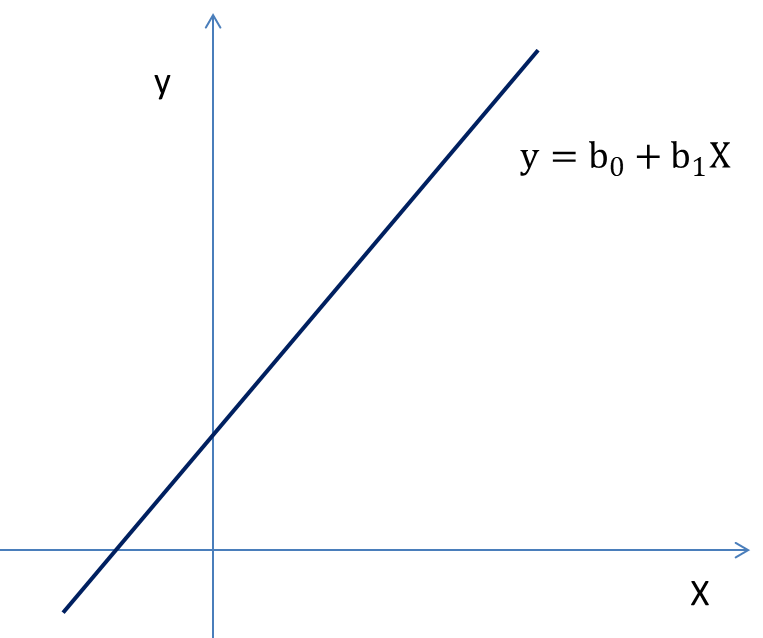 y
y = b₀ + b₁X
X